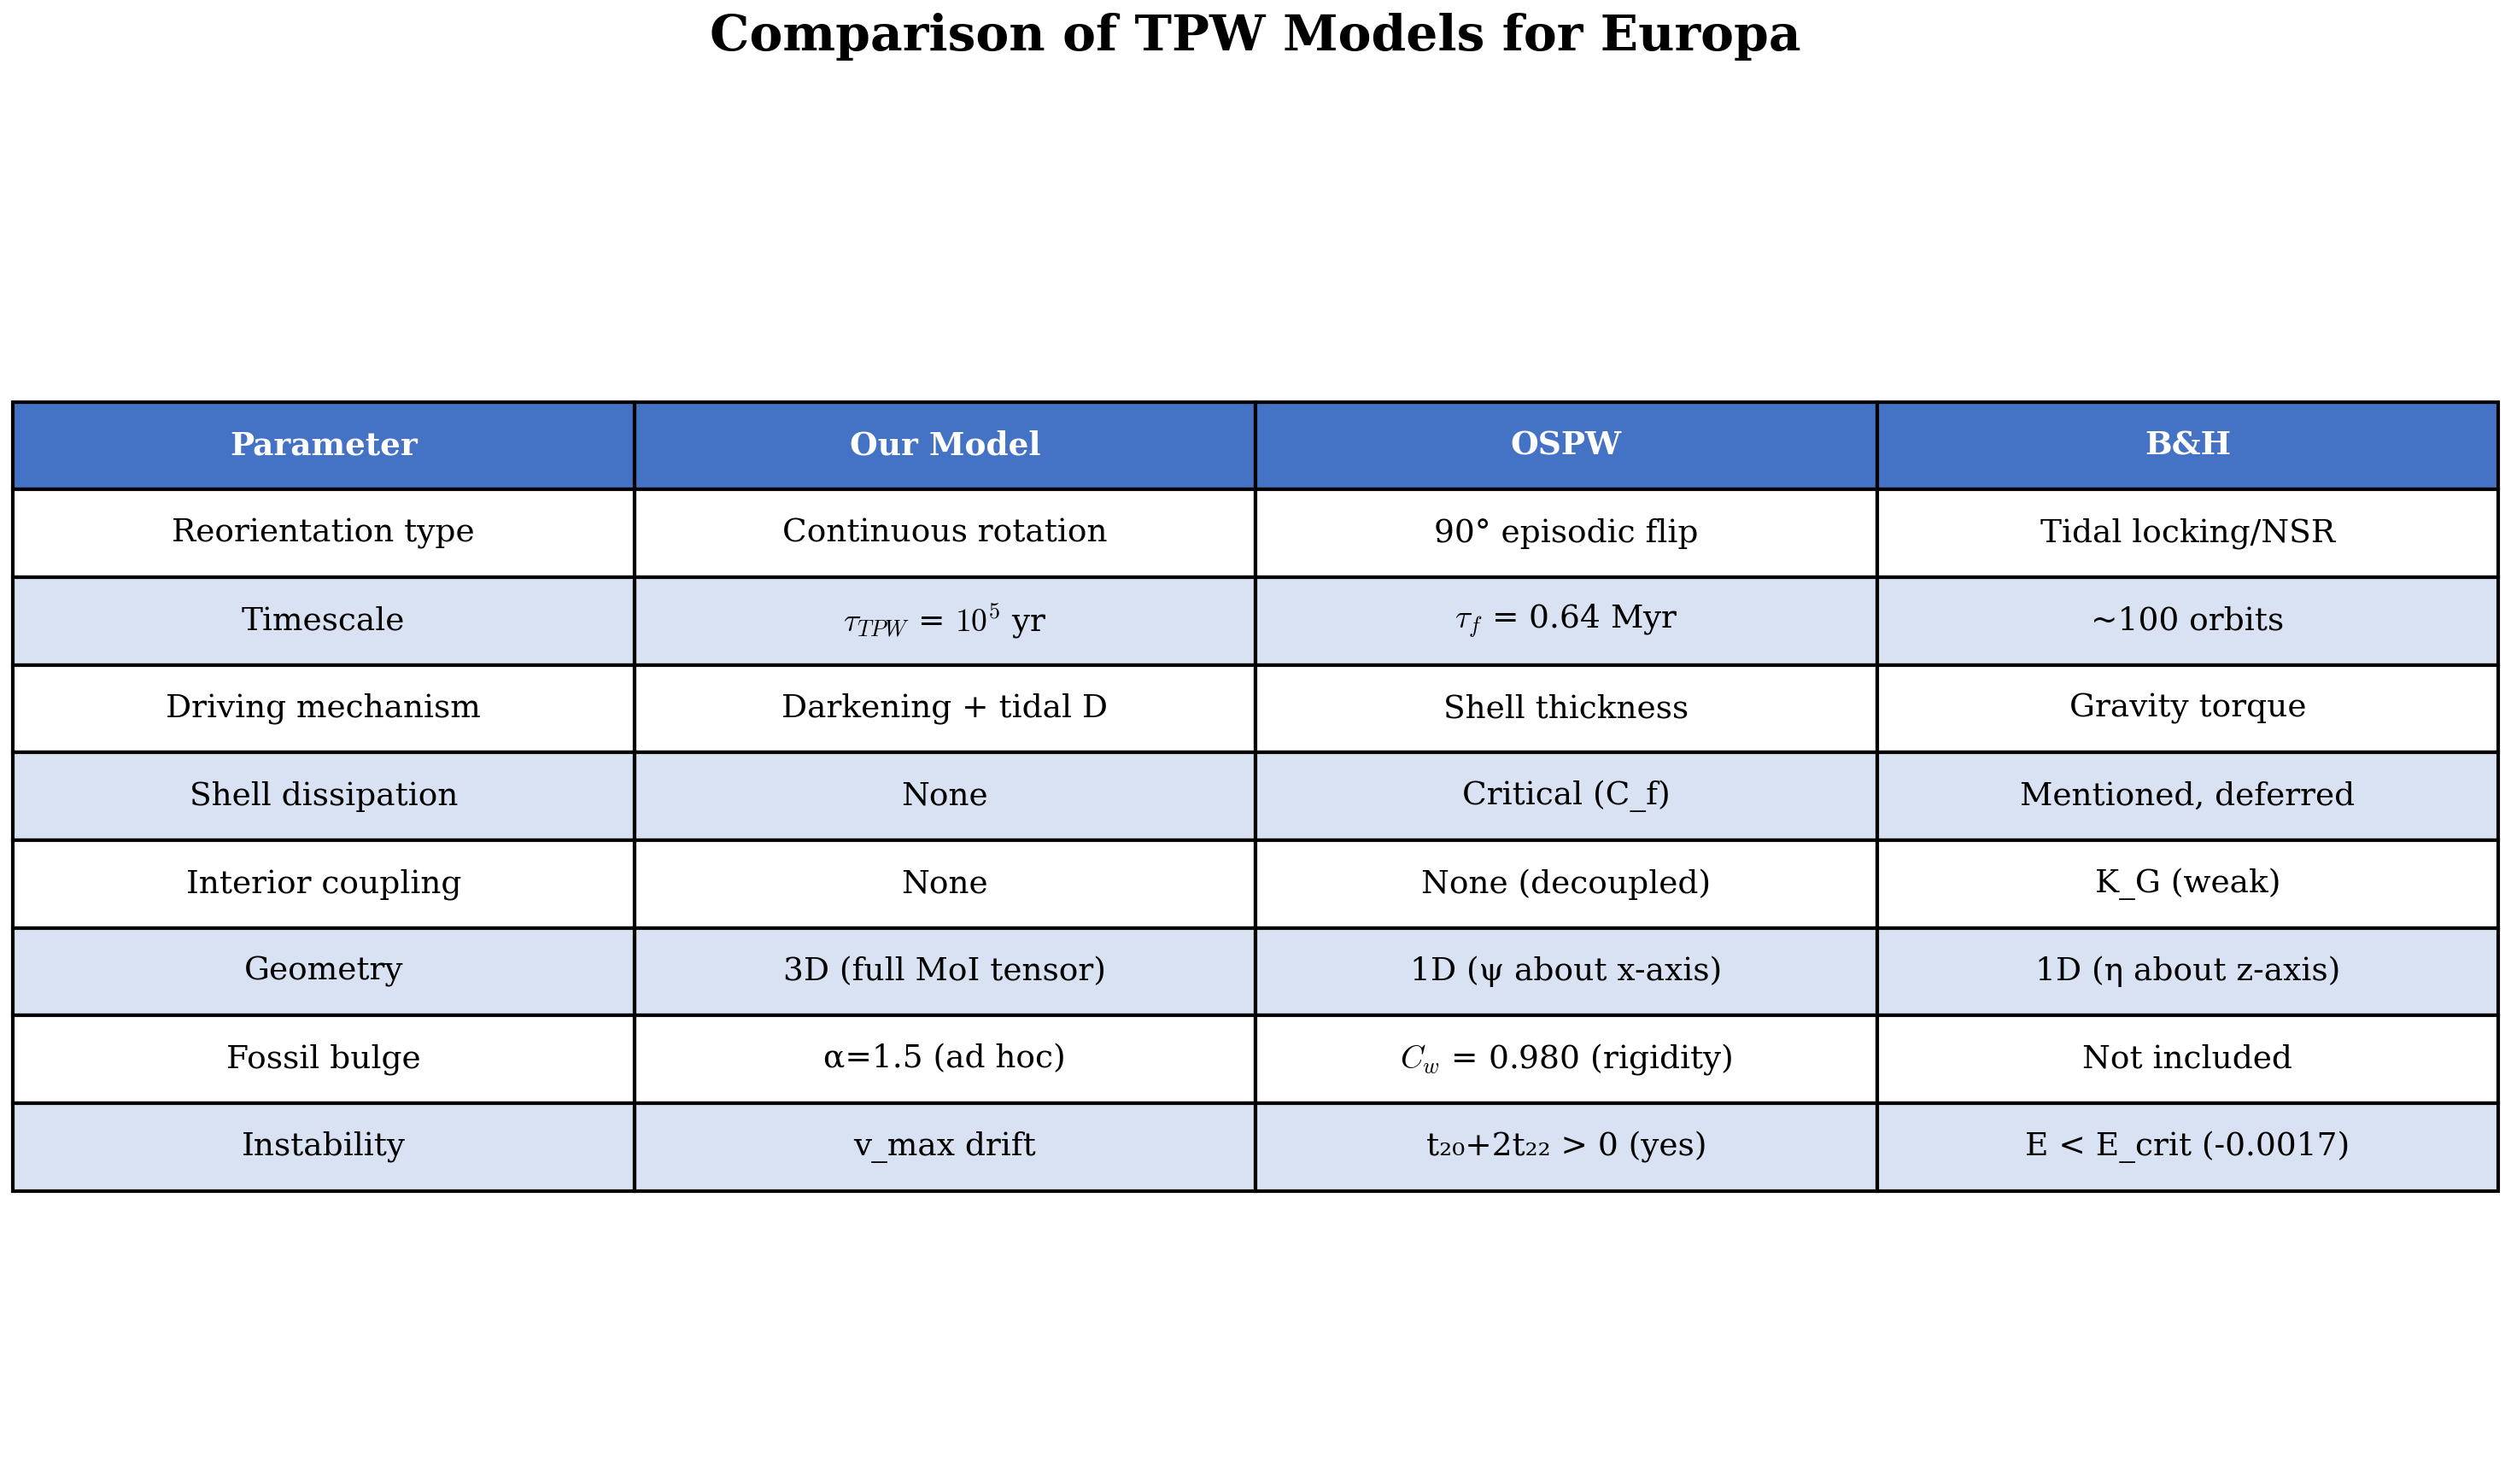 Comparison of TPW Models for Europa
Parameter Our Model OSPW B&H
Reorientation type Continuous rotation 90° episodic flip Tidal locking/NSR
Timescale τ_TPW = 10⁵ yr τ_f = 0.64 Myr ~100 orbits
Driving mechanism Darkening + tidal D Shell thickness Gravity torque
Shell dissipation None Critical (C_f) Mentioned, deferred
Interior coupling None None (decoupled) K_G (weak)
Geometry 3D (full MoI tensor) 1D (ψ about x-axis) 1D (η about z-axis)
Fossil bulge α=1.5 (ad hoc) C_w = 0.980 (rigidity) Not included
Instability v_max drift t₂₀+2t₂₂ > 0 (yes) E < E_crit (-0.0017)